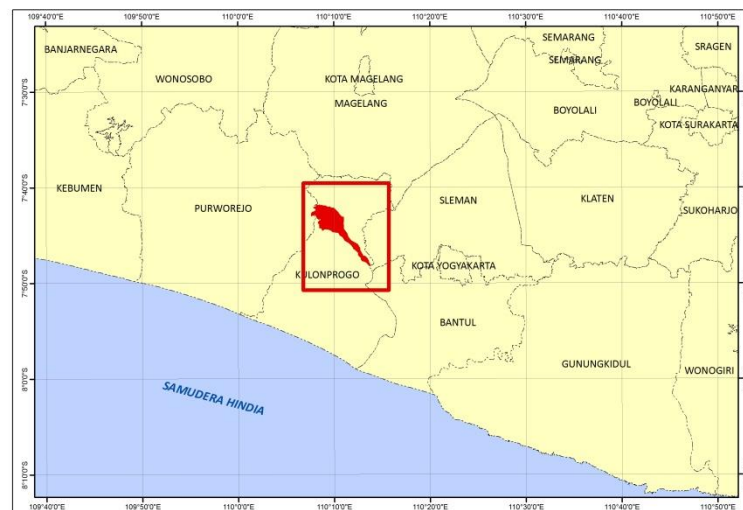 109°40'0"E 109°50'0"E 110°0'0"E 110°10'0"E 110°20'0"E 110°30'0"E 110°40'0"E 110°50'0"E
BANJARNEGARA
SEMARANG
SRAGEN
SEMARANG
WONOSOBO
KOTA MAGELANG
KARANGANYAR
7°30'0"S
MAGELANG
BOYOLALI
BOYOLALI
KOTA SURAKARTA
7°40'0"S
KEBUMEN
PURWOREJO
SLEMAN
KLATEN
SUKOHARJO
KOTA YOGYAKARTA
KULONPROGO
7°50'0"S
BANTUL
GUNUNGKIDUL
WONOGIRI
8°0'0"S
SAMUDERA HINDIA
8°10'0"S
109°40'0"E 109°50'0"E 110°0'0"E 110°10'0"E 110°20'0"E 110°30'0"E 110°40'0"E 110°50'0"E